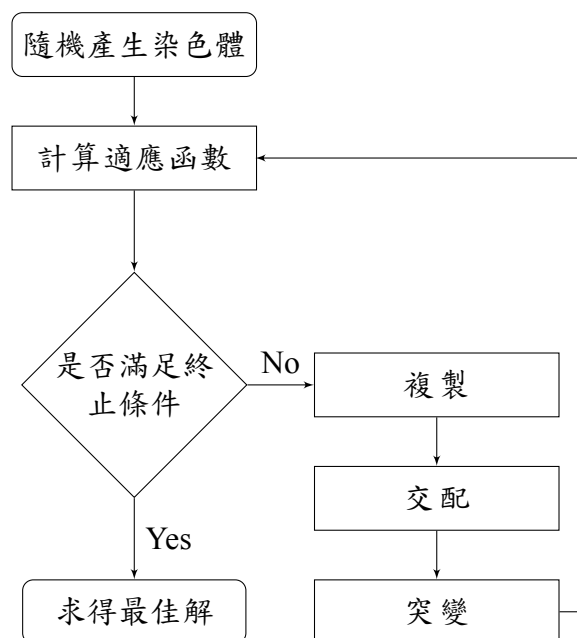 隨機產生染色體
計算適應函數
是否滿足終
止條件
No
複製
交配
突變
Yes
求得最佳解